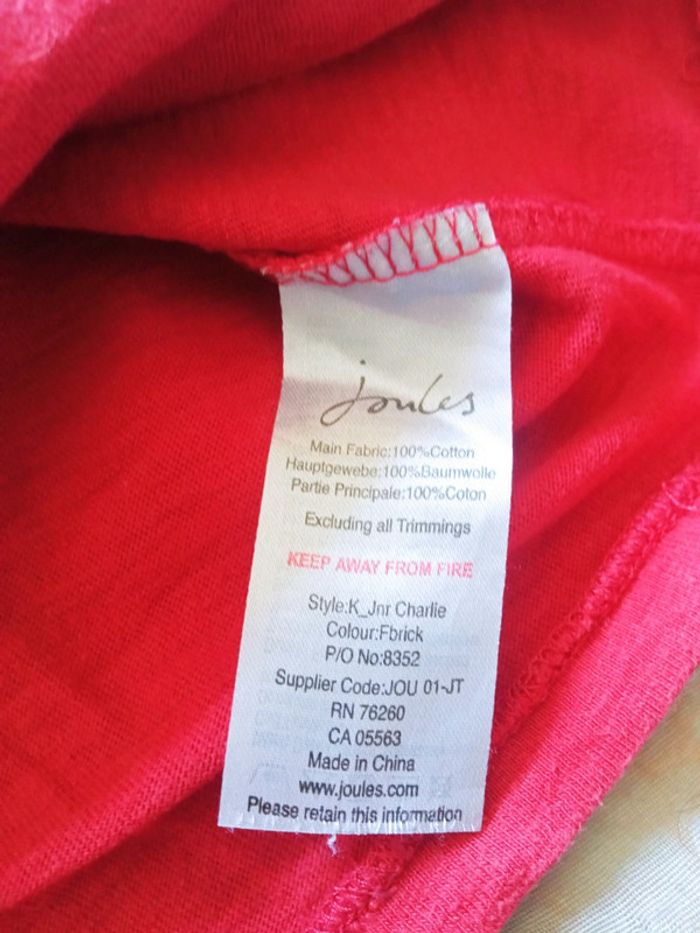 joules
Main Fabric:100%Cotton
Hauptgewebe:100%Baumwolle
Partie Principale:100%Coton
Excluding all Trimmings
KEEP AWAY FROM FIRE
Style:K_Jnr Charlie
Colour:Fbrick
P/O No:8352
Supplier Code:JOU 01-JT
RN 76260
CA 05563
Made in China
www.joules.com
Please retain this information